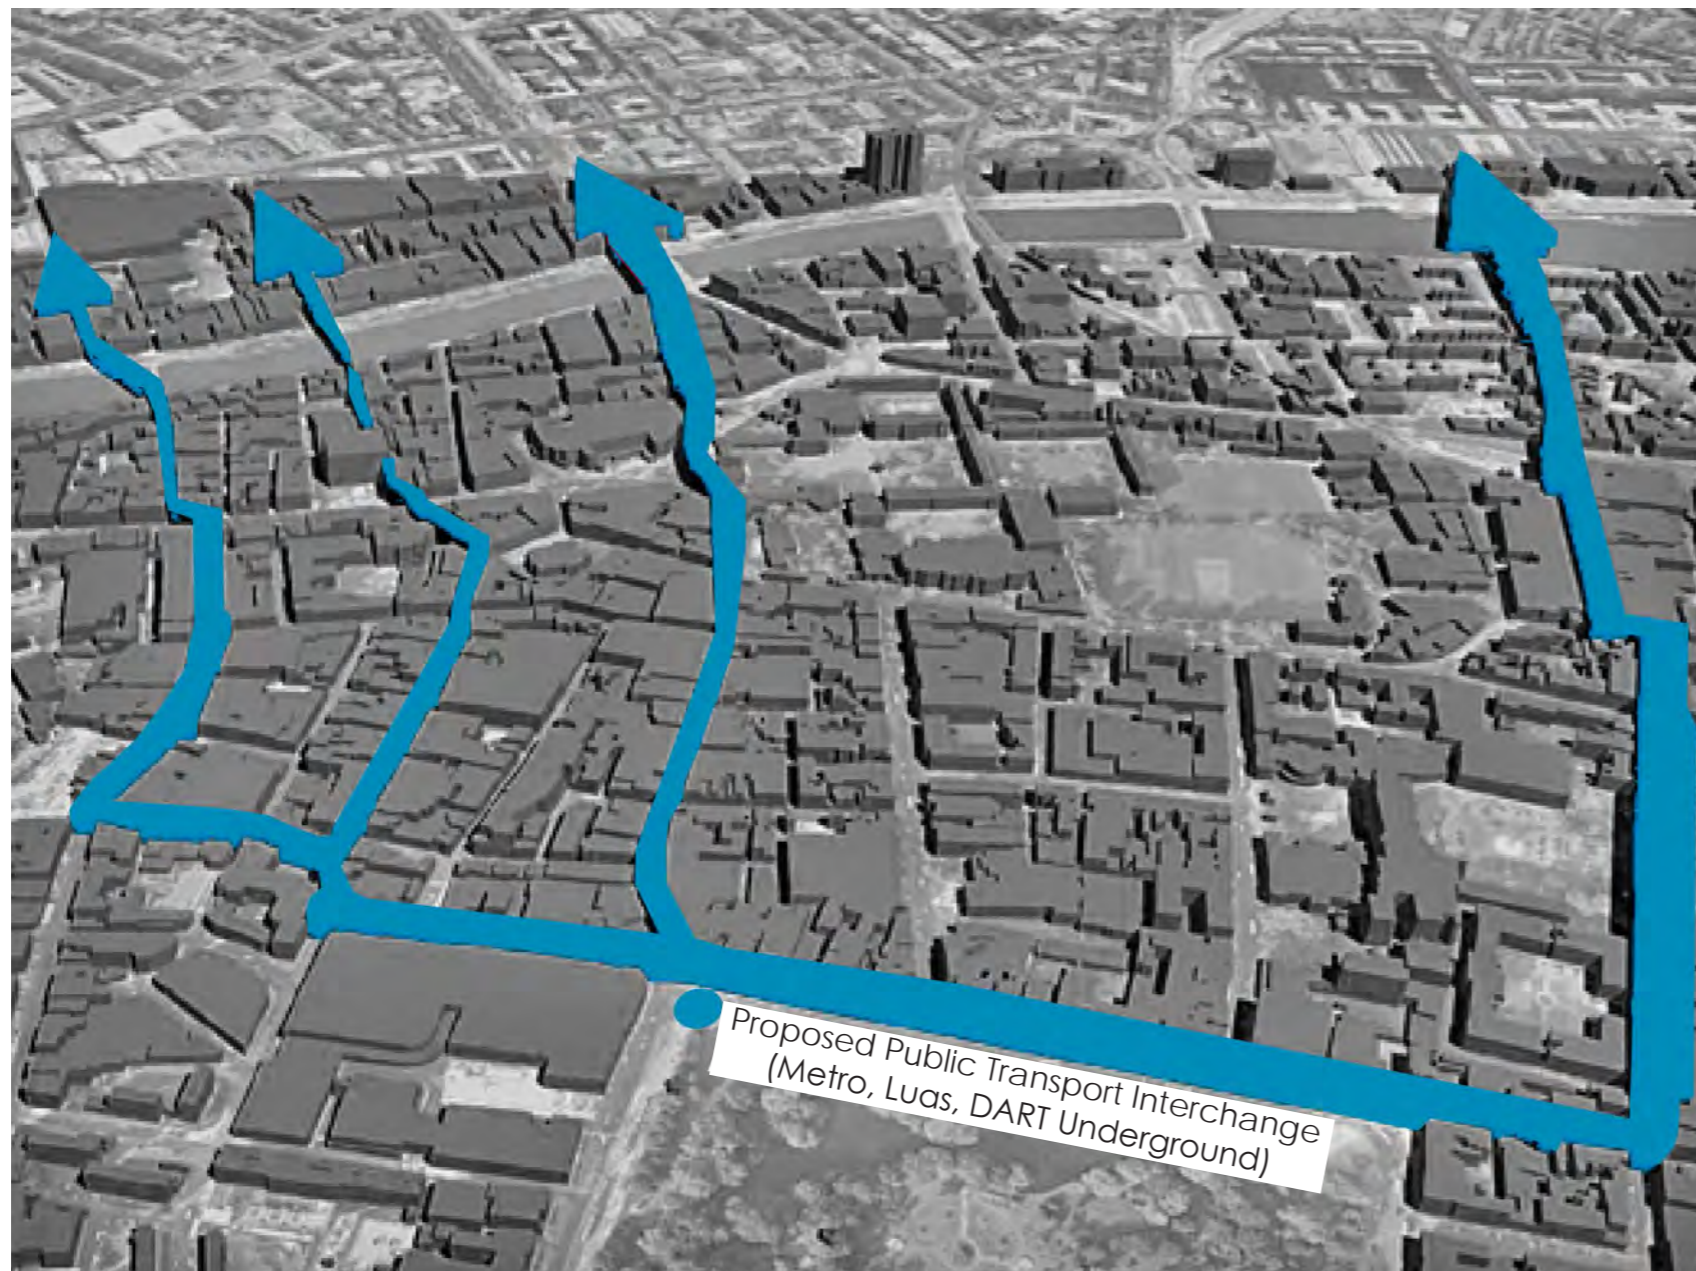 Proposed Public Transport Interchange
(Metro, Luas, DART Underground)